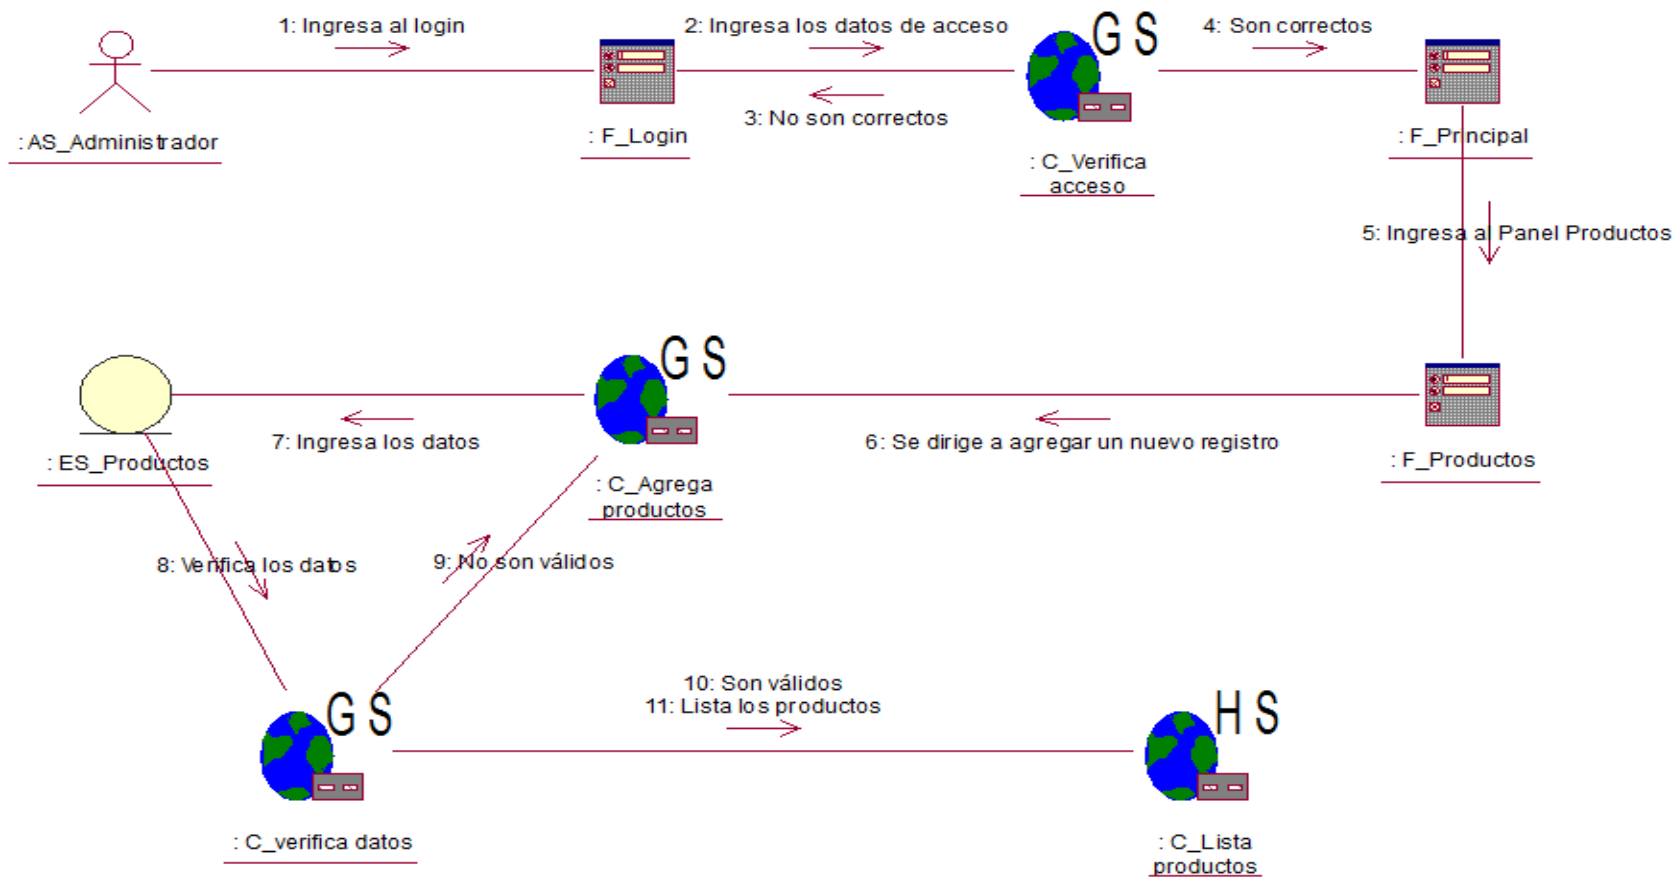 1: Ingresa al login
2: Ingresa los datos de acceso
G S
4: Son correctos
3: No son correctos
: AS_Administrador
: F_Login
: C_Verifica
acceso
: F_Principal
5: Ingresa al Panel Productos
G S
7: Ingresa los datos
6: Se dirige a agregar un nuevo registro
: ES_Productos
: C_Agrega
productos
: F_Productos
8: Verifica los datos
9: No son válidos
10: Son válidos
11: Lista los productos
G S
H S
: C_verifica datos
: C_Lista
productos